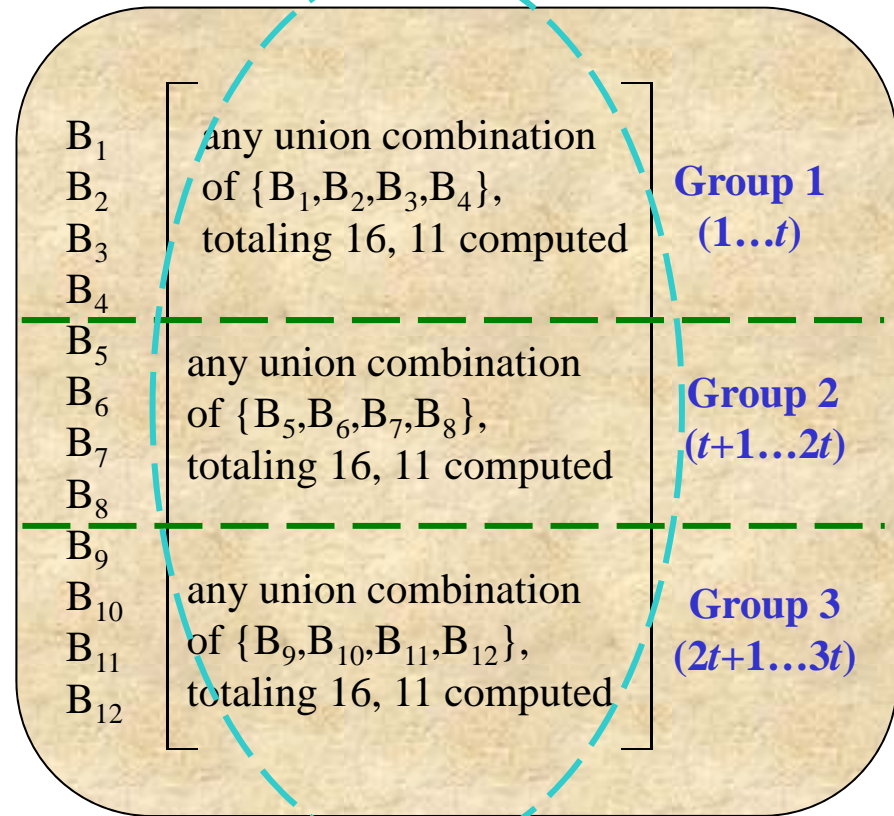 B₁
B₂
B₃
B₄
B₅
B₆
B₇
B₈
B₉
B₁₀
B₁₁
B₁₂
any union combination
of {B₁,B₂,B₃,B₄},
totaling 16, 11 computed
any union combination
of {B₅,B₆,B₇,B₈},
totaling 16, 11 computed
any union combination
of {B₉,B₁₀,B₁₁,B₁₂},
totaling 16, 11 computed
Group 1
(1…t)
Group 2
(t+1…2t)
Group 3
(2t+1…3t)